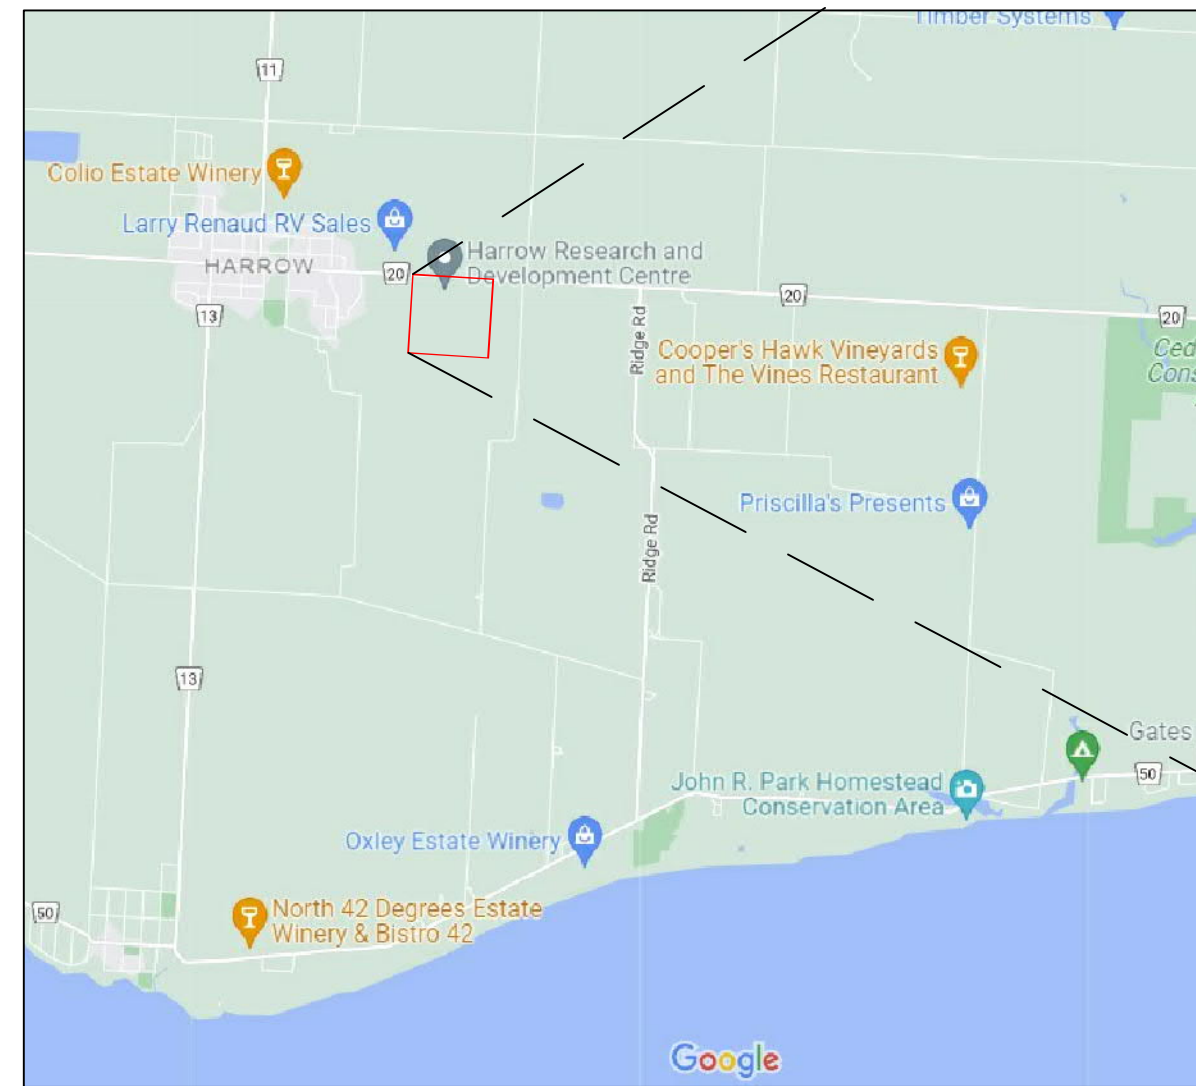 Timber Systems
11
Colio Estate Winery
Larry Renaud RV Sales
HARROW
20
Harrow Research and
Development Centre
20
13
Ridge Rd
20
Cooper's Hawk Vineyards
and The Vines Restaurant
Ced
Cons
Priscilla's Presents
Ridge Rd
13
Gates
50
John R. Park Homestead
Conservation Area
Oxley Estate Winery
50
North 42 Degrees Estate
Winery & Bistro 42
Google